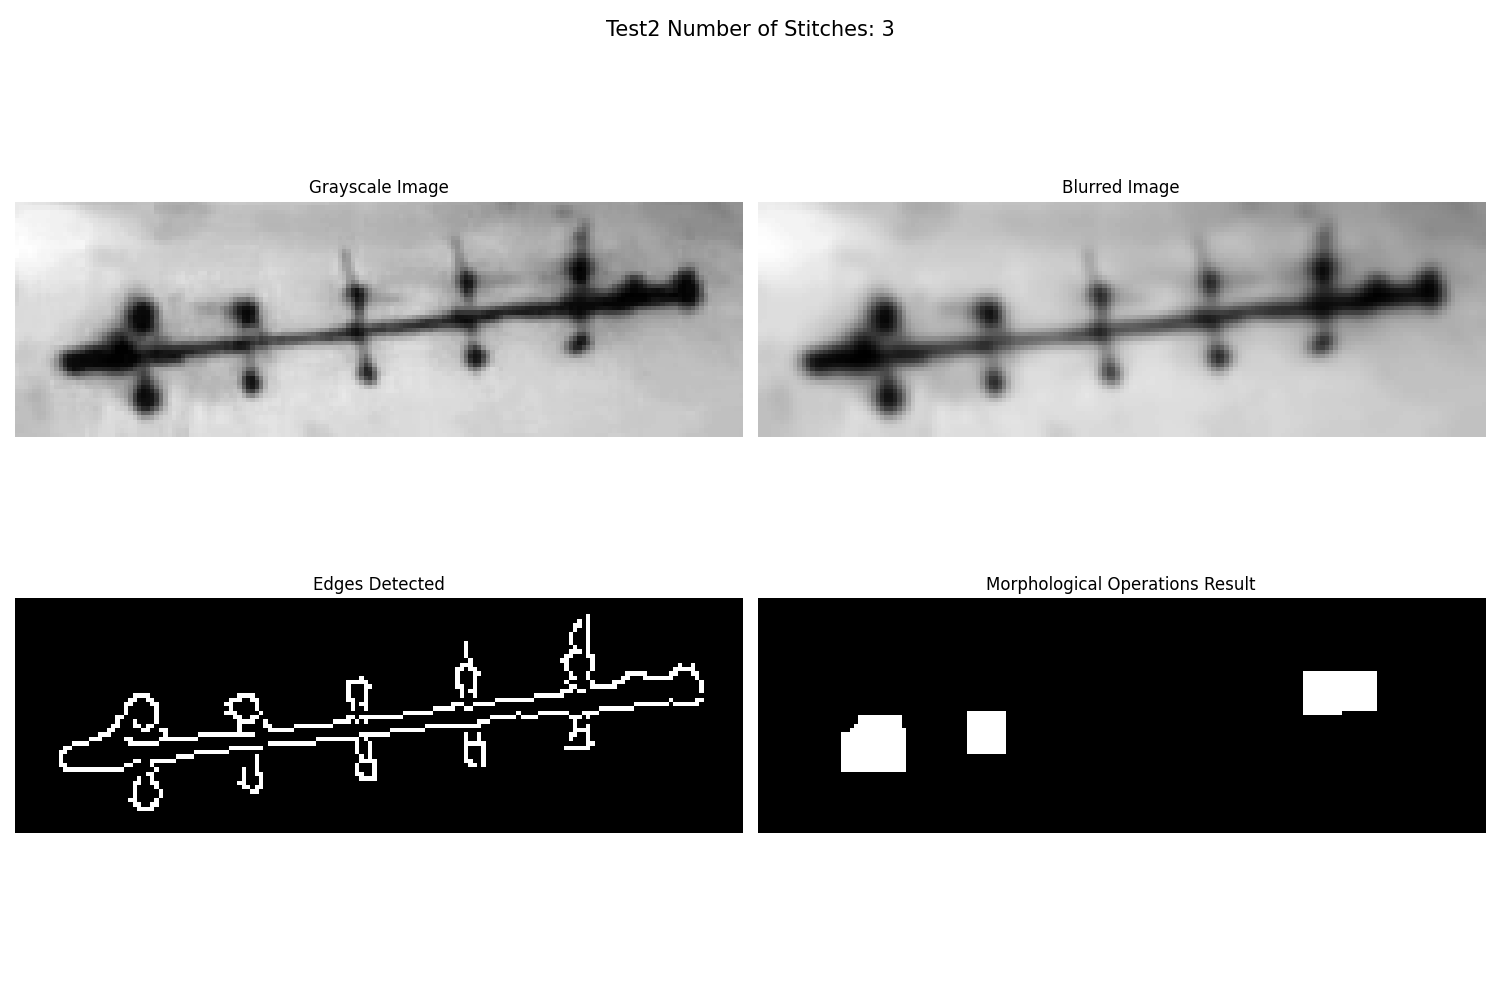 Test2 Number of Stitches: 3
Grayscale Image
Blurred Image
Edges Detected
Morphological Operations Result